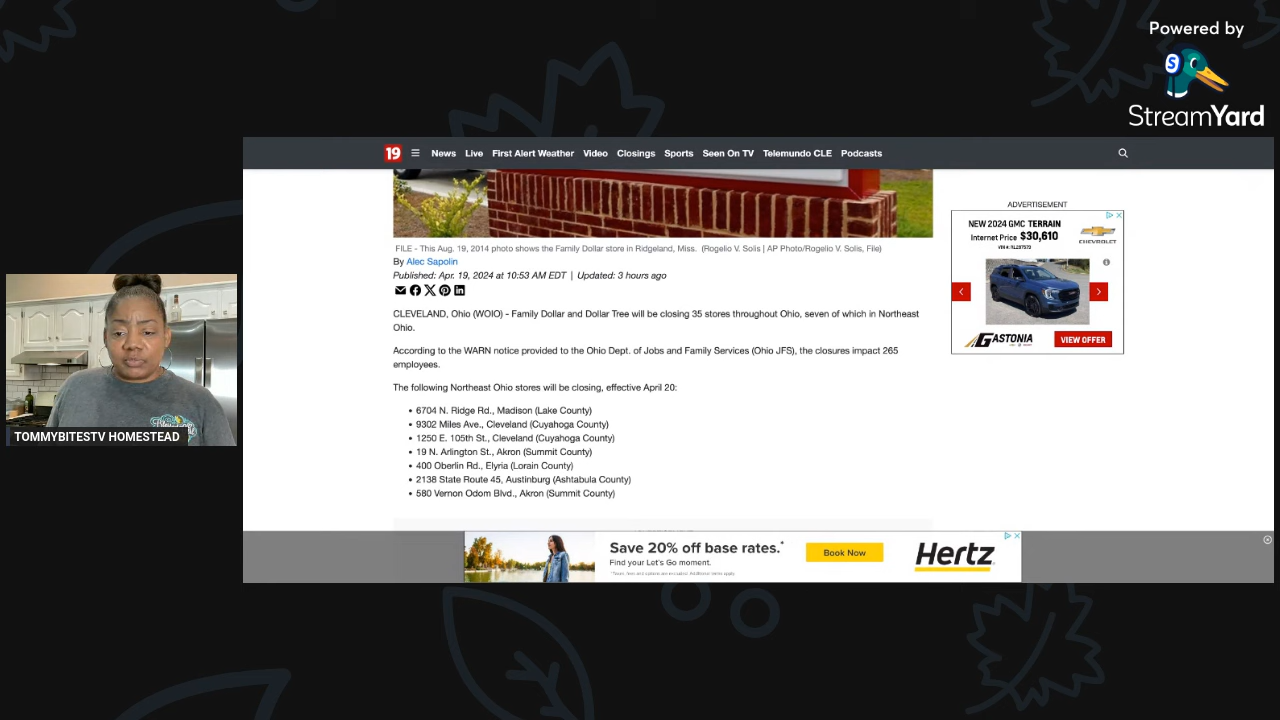 Powered by
StreamYard
19
News Live First Alert Weather Video Closings Sports Seen On TV Telemundo CLE Podcasts
FILE - This Aug. 19, 2014 photo shows the Family Dollar store in Ridgeland, Miss. (Rogelio V. Solis | AP Photo/Rogelio V. Solis, File)
By Alec Sapolin
Published: Apr. 19, 2024 at 10:53 AM EDT | Updated: 3 hours ago
CLEVELAND, Ohio (WOIO) - Family Dollar and Dollar Tree will be closing 35 stores throughout Ohio, seven of which in Northeast
Ohio.
According to the WARN notice provided to the Ohio Dept. of Jobs and Family Services (Ohio JFS), the closures impact 265
employees.
The following Northeast Ohio stores will be closing, effective April 20:
• 6704 N. Ridge Rd., Madison (Lake County)
• 9302 Miles Ave., Cleveland (Cuyahoga County)
• 1250 E. 105th St., Cleveland (Cuyahoga County)
• 19 N. Arlington St., Akron (Summit County)
• 400 Oberlin Rd., Elyria (Lorain County)
• 2138 State Route 45, Austinburg (Ashtabula County)
• 580 Vernon Odom Blvd., Akron (Summit County)
ADVERTISEMENT
NEW 2024 GMC TERRAIN
Internet Price $30,610
CHEVROLET
GASTONIA
VIEW OFFER
TOMMYBITESTV HOMESTEAD
Save 20% off base rates.*
Find your Let's Go moment.
Book Now
Hertz